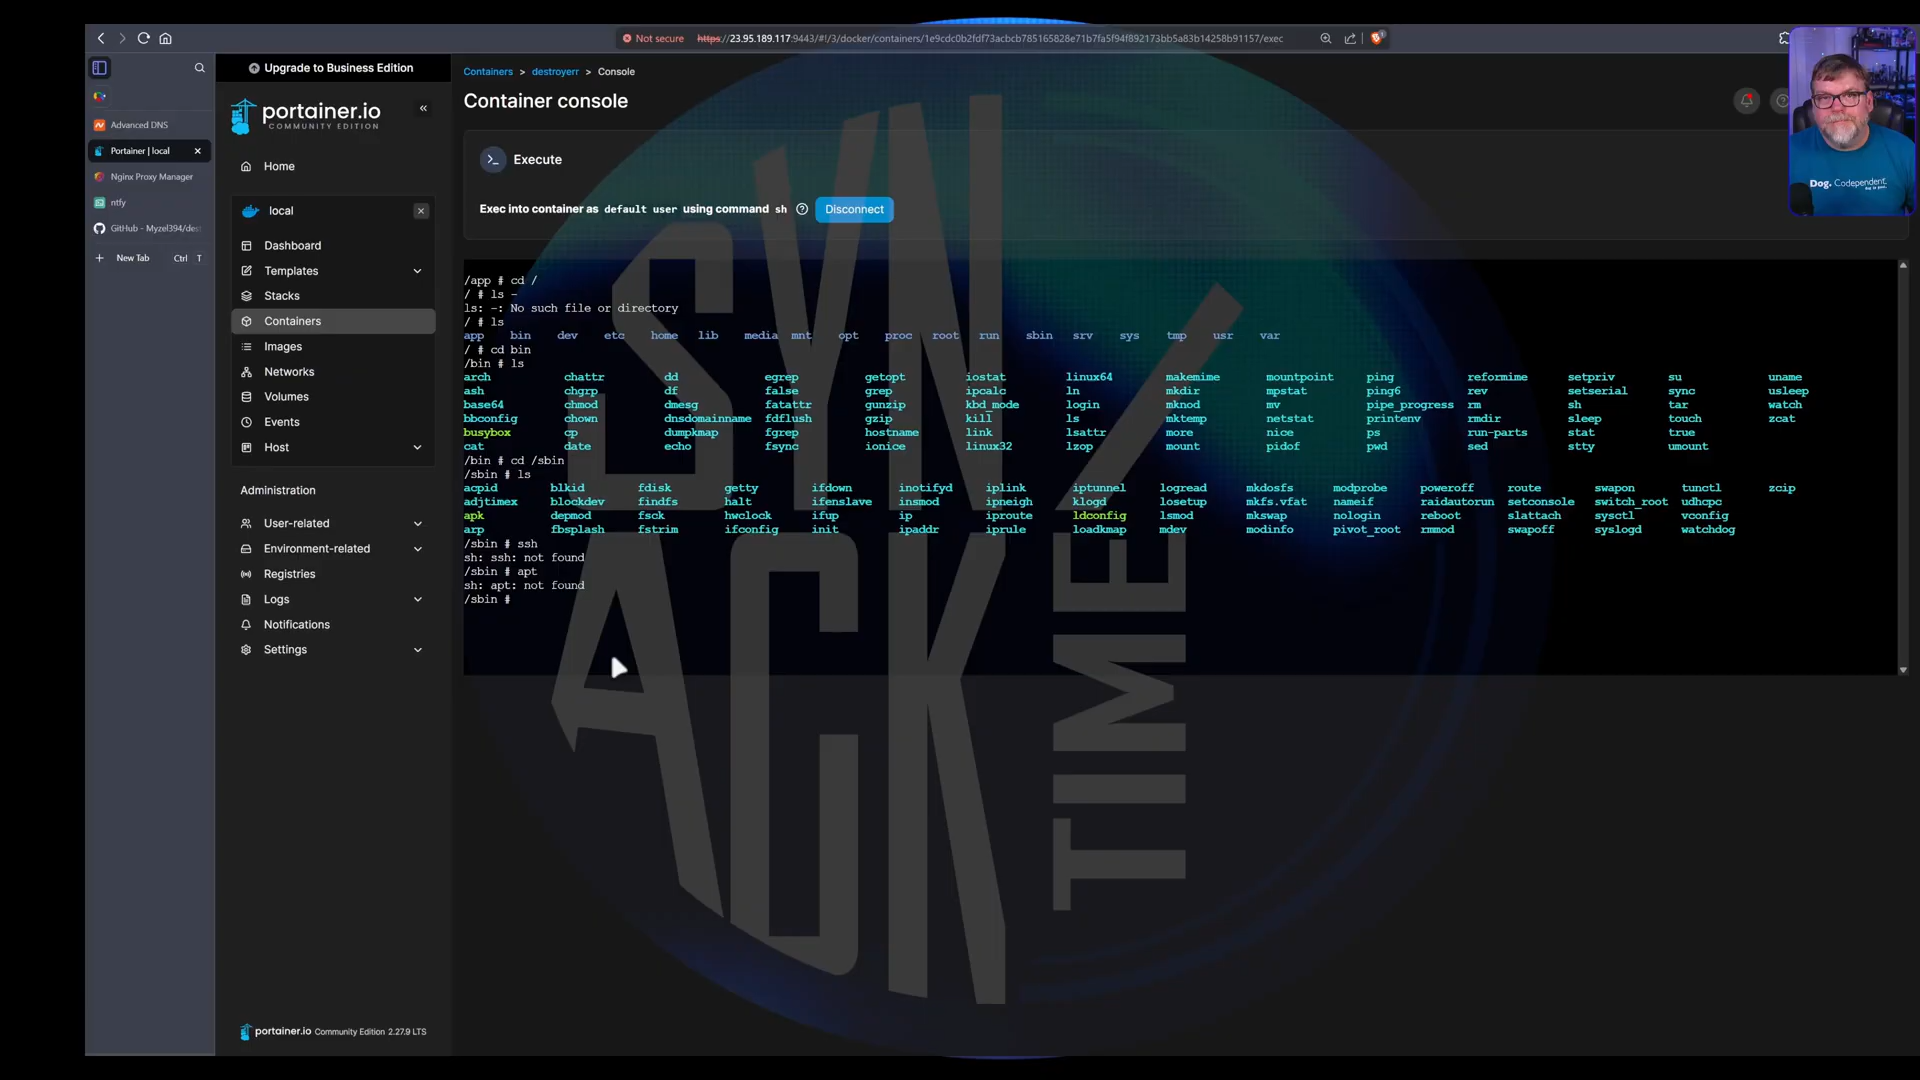 Not secure https://23.95.189.117:9443/#!/3/docker/containers/1e9cdc0b2fdf73acbcb785165828e71b7fa5f94f892173bb5a83b14258b91157/exec
Advanced DNS
Portainer | local
Nginx Proxy Manager
ntfy
GitHub - Myzel394/des
New Tab Ctrl T
Upgrade to Business Edition
portainer.io
COMMUNITY EDITION
Home
local
Dashboard
Templates
Stacks
Containers
Images
Networks
Volumes
Events
Host
Administration
User-related
Environment-related
Registries
Logs
Notifications
Settings
portainer.io Community Edition 2.27.9 LTS
Containers > destroyerr > Console
Container console
Execute
Exec into container as default user using command sh Disconnect
/app # cd /
/ # ls -
ls: -: No such file or directory
/ # ls
app bin dev etc home lib media mnt opt proc root run sbin srv sys tmp usr var
/ # cd bin
/bin # ls
arch chattr dd egrep getopt iostat linux64 makemime mountpoint ping reformime setpriv su uname
ash chgrp df false grep ipcalc ln mkdir mpstat ping6 rev setserial sync usleep
base64 chmod dmesg fatattr gunzip kbd_mode login mknod mv pipe_progress rm sh tar watch
bbconfig chown dnsdomainname fdflush gzip kill ls mktemp netstat printenv rmdir sleep touch zcat
busybox cp dumpkmap fgrep hostname link lsattr more nice ps run-parts stat true
cat date echo fsync ionice linux32 lzop mount pidof pwd sed stty umount
/bin # cd /sbin
/sbin # ls
acpid blkid fdisk getty ifdown inotifyd iplink iptunnel logread mkdosfs modprobe poweroff route swapon tunctl zcip
adjtimex blockdev findfs halt ifenslave insmod ipneigh klogd losetup mkfs.vfat nameif raidautorun setconsole switch_root udhcpc
apk depmod fsck hwclock ifup ip iproute ldconfig lsmod mkswap nologin reboot slattach sysctl vconfig
arp fbsplash fstrim ifconfig init ipaddr iprule loadkmap mdev modinfo pivot_root rmmod swapoff syslogd watchdog
/sbin # ssh
sh: ssh: not found
/sbin # apt
sh: apt: not found
/sbin #
SYN/
ACK
TIME
Dog. Codependent.